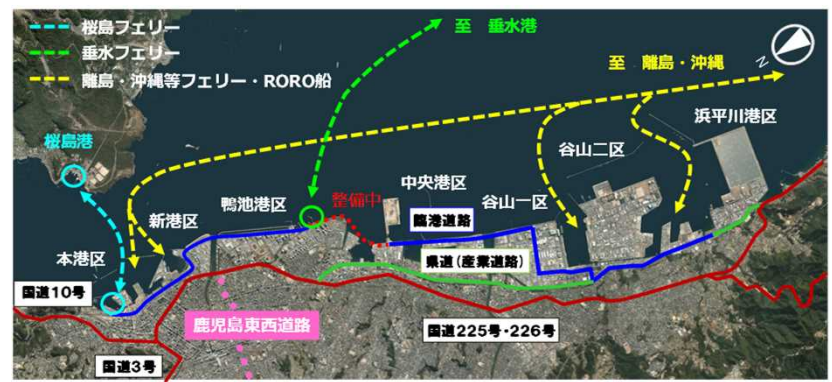 桜島フェリー
垂水フェリー
離島・沖縄等フェリー・RORO船
至 垂水港
至 離島・沖縄
N
桜島港
浜平川港区
谷山二区
中央港区
谷山一区
整備中
鴨池港区
新港区
本港区
臨港道路
県道(産業道路)
国道10号
鹿児島東西道路
国道225号・226号
国道3号